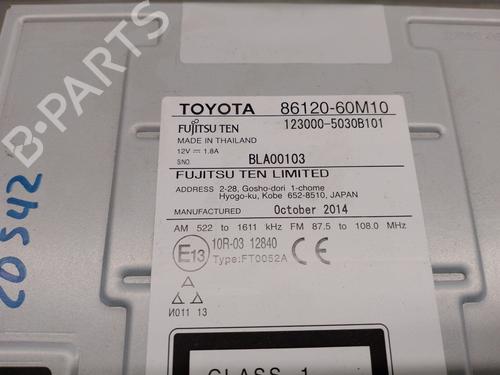 TOYOTA 86120-60M10
FUJITSU TEN 123000-5030B101
MADE IN THAILAND
12V 1.8A
S.NO. BLA00103
FUJITSU TEN LIMITED
ADDRESS 2-28, Gosho-dori 1-chome
Hyogo-ku, Kobe 652-8510, JAPAN
MANUFACTURED October 2014
AM 522 to 1611 kHz FM 87.5 to 108.0 MHz
E13 10R-03 12840 CE
Type:FT0052A
И011 13
CLASS 1
20542
B-PARTS